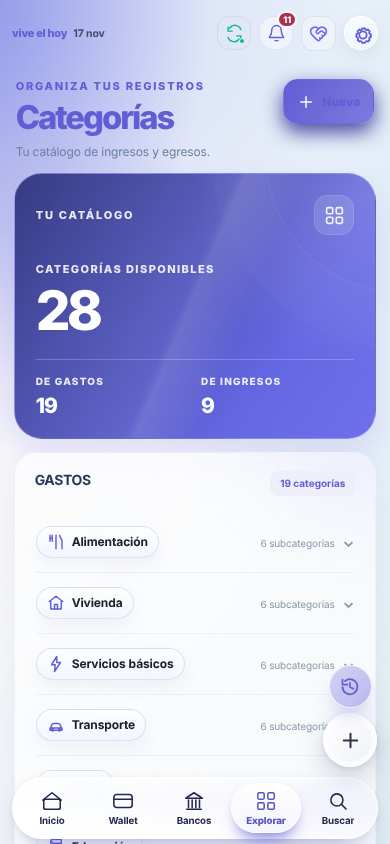 vive el hoy 17 nov
11
ORGANIZA TUS REGISTROS
Categorías
Nueva
Tu catálogo de ingresos y egresos.
TU CATÁLOGO
CATEGORÍAS DISPONIBLES
28
DE GASTOS
DE INGRESOS
19
9
GASTOS
19 categorías
Alimentación
6 subcategorías
Vivienda
6 subcategorías
Servicios básicos
6 subcategorías
Transporte
Inicio
Wallet
Bancos
Explorar
Buscar